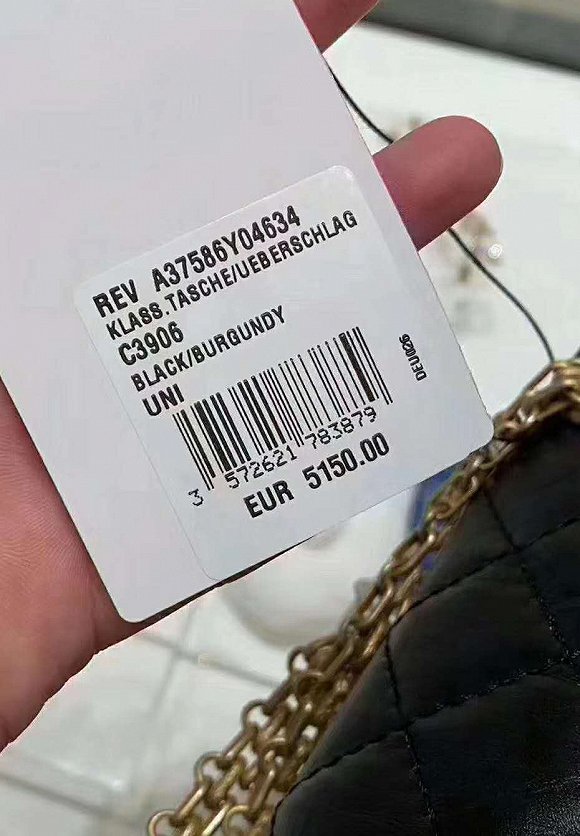 REV A37586Y04634
KLASS.TASCHE/UEBERSCHLAG
C3906
BLACK/BURGUNDY
UNI
DEU026
3 572621 783879
EUR 5150.00